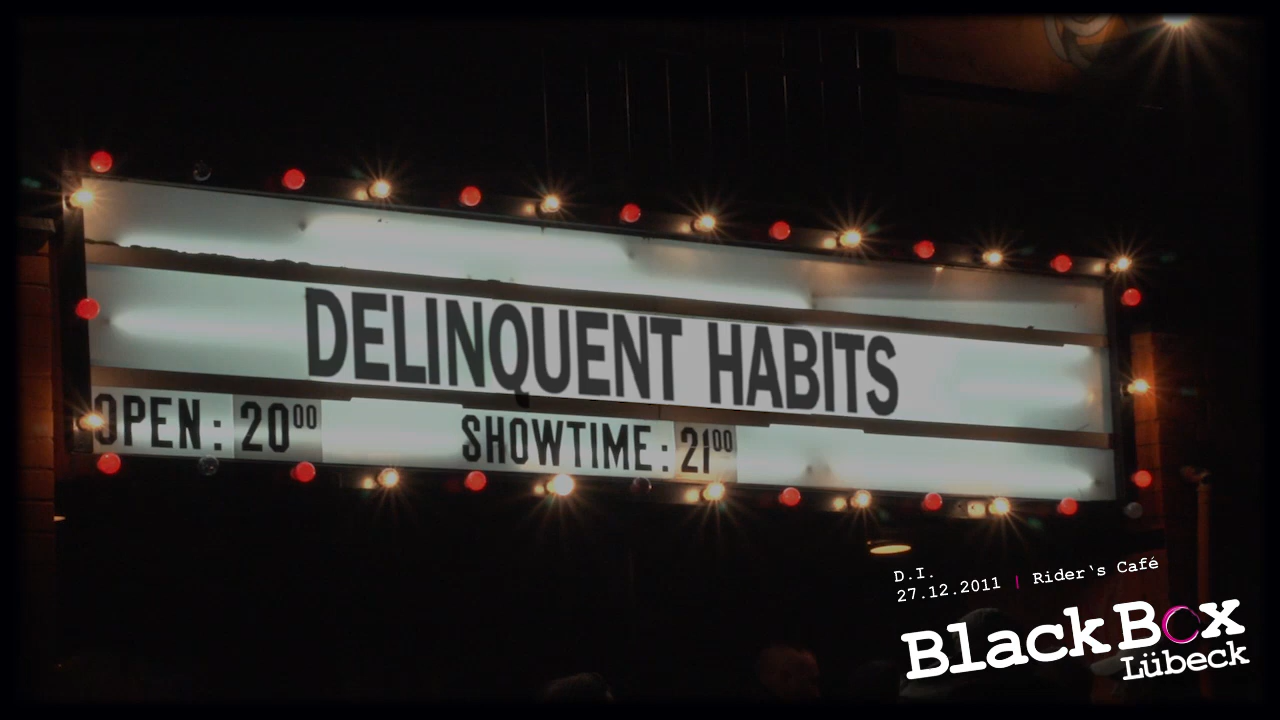 DELINQUENT HABITS
OPEN: 20⁰⁰ SHOWTIME: 21⁰⁰
D.I.
27.12.2011 | Rider's Café
BlackBox
Lübeck